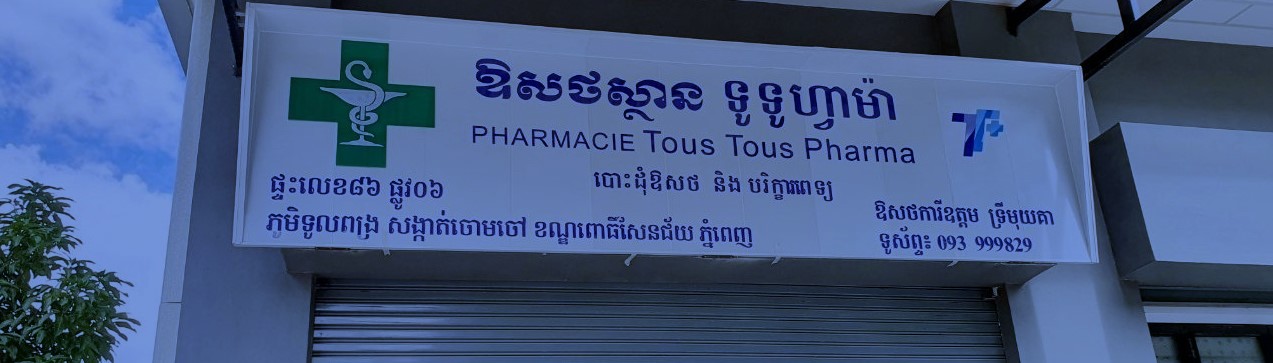 ឱសថស្ថាន ទូទូហ្វាម៉ា
PHARMACIE Tous Tous Pharma
បោះដុំឱសថ និង បរិក្ខារពេទ្យ
ផ្ទះលេខ៨៦ ផ្លូវ០៦
ភូមិទួលពង្រ សង្កាត់ចោមចៅ ខណ្ឌពោធិ៍សែនជ័យ ភ្នំពេញ
ឱសថការីឧត្តម ទ្រីមុយគា
ទូស័ព្ទ៖ 093 999829